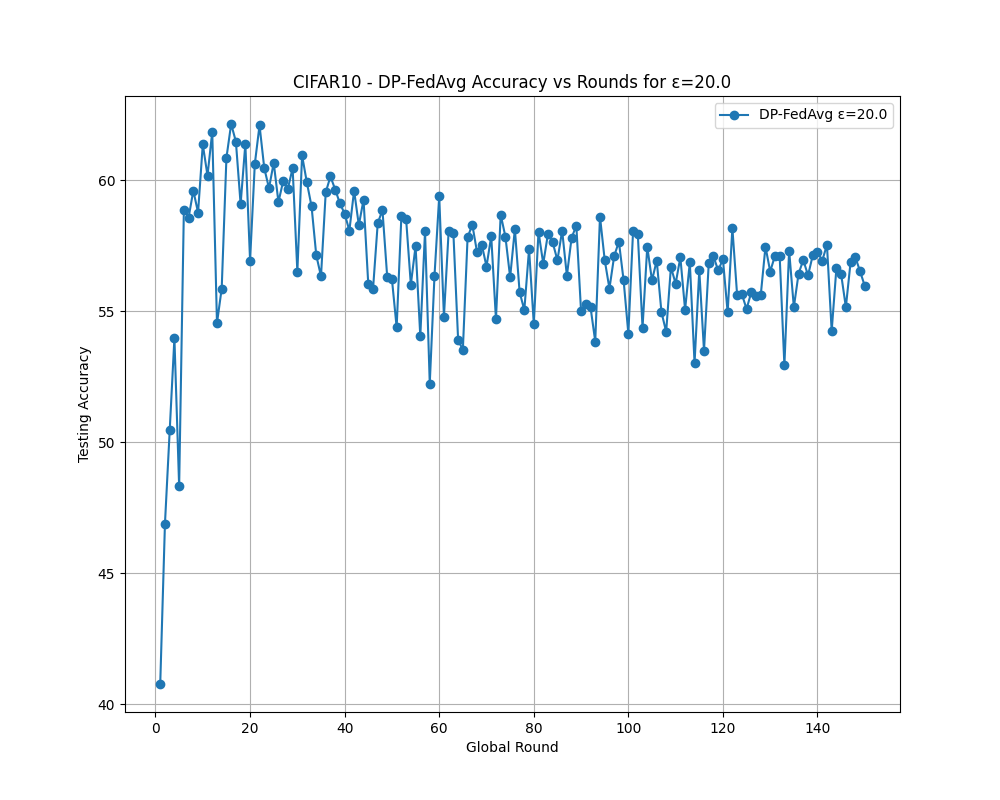 CIFAR10 - DP-FedAvg Accuracy vs Rounds for ε=20.0
DP-FedAvg ε=20.0
Testing Accuracy
60
55
50
45
40
0 20 40 60 80 100 120 140
Global Round